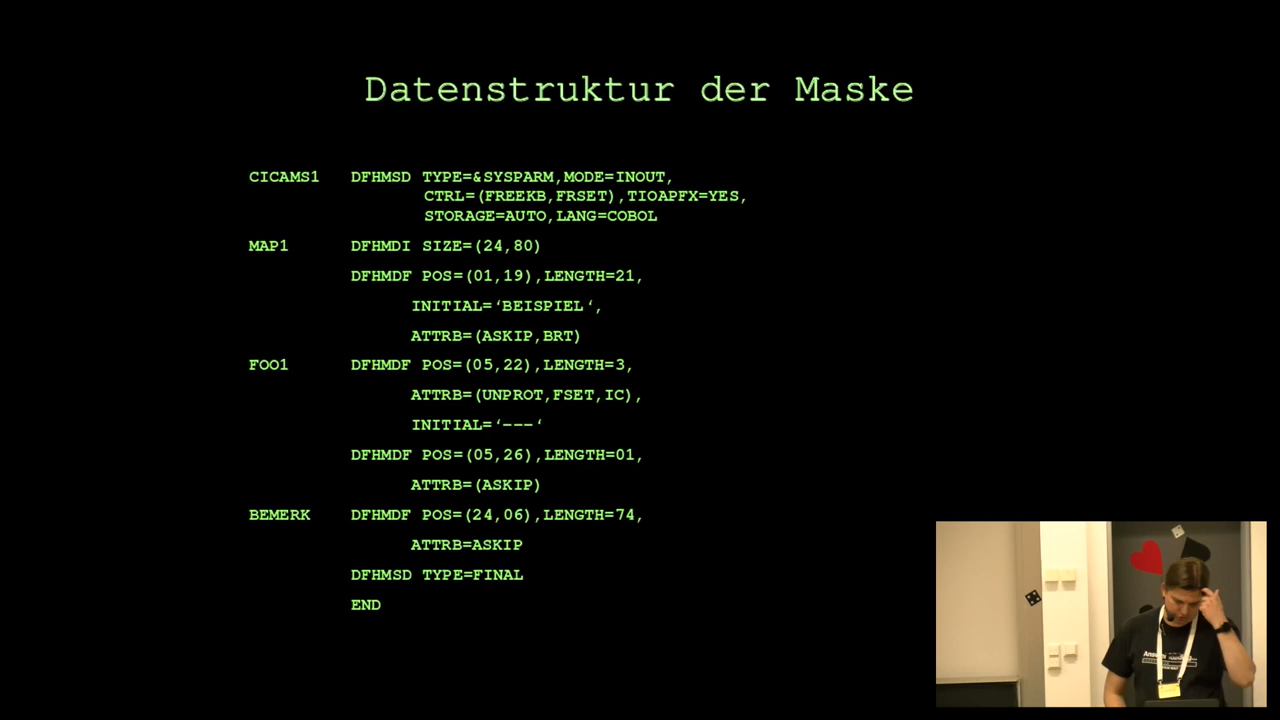 Datenstruktur der Maske
CICAMS1 DFHMSD TYPE=&SYSPARM,MODE=INOUT,
CTRL=(FREEKB,FRSET),TIOAPFX=YES,
STORAGE=AUTO,LANG=COBOL
MAP1 DFHMDI SIZE=(24,80)
DFHMDF POS=(01,19),LENGTH=21,
INITIAL=‘BEISPIEL‘,
ATTRB=(ASKIP,BRT)
FOO1 DFHMDF POS=(05,22),LENGTH=3,
ATTRB=(UNPROT,FSET,IC),
INITIAL=‘---‘
DFHMDF POS=(05,26),LENGTH=01,
ATTRB=(ASKIP)
BEMERK DFHMDF POS=(24,06),LENGTH=74,
ATTRB=ASKIP
DFHMSD TYPE=FINAL
END